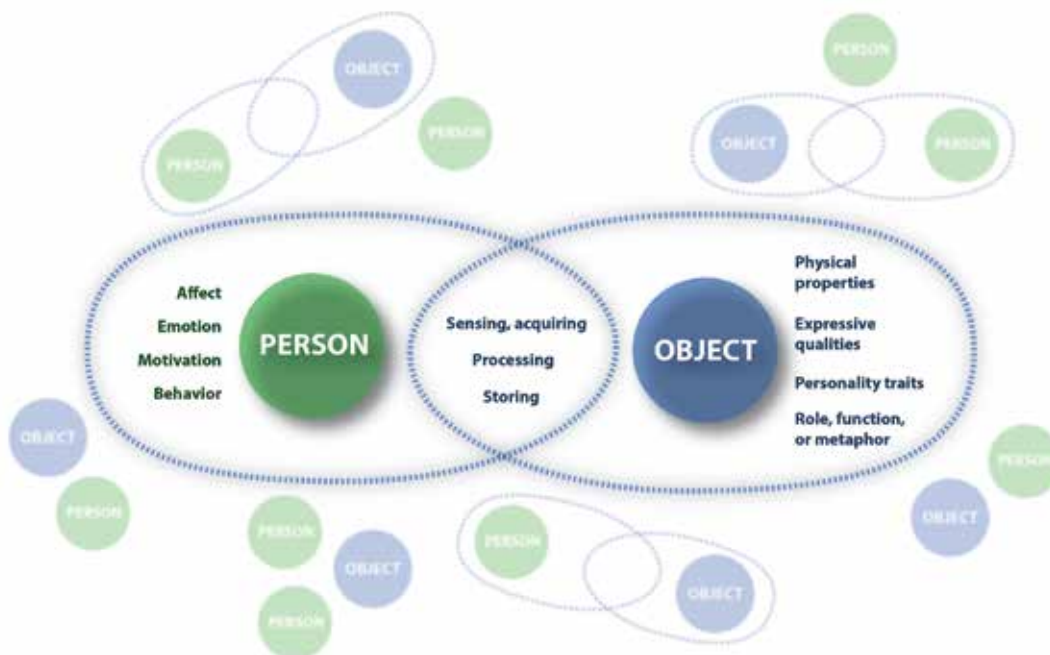 OBJECT
PERSON
PERSON
PERSON
OBJECT
PERSON
Affect
Emotion
Motivation
Behavior
PERSON
Sensing, acquiring
Processing
Storing
OBJECT
Physical
properties
Expressive
qualities
Personality traits
Role, function,
or metaphor
OBJECT
PERSON
PERSON
OBJECT
PERSON
PERSON
OBJECT
PERSON
OBJECT